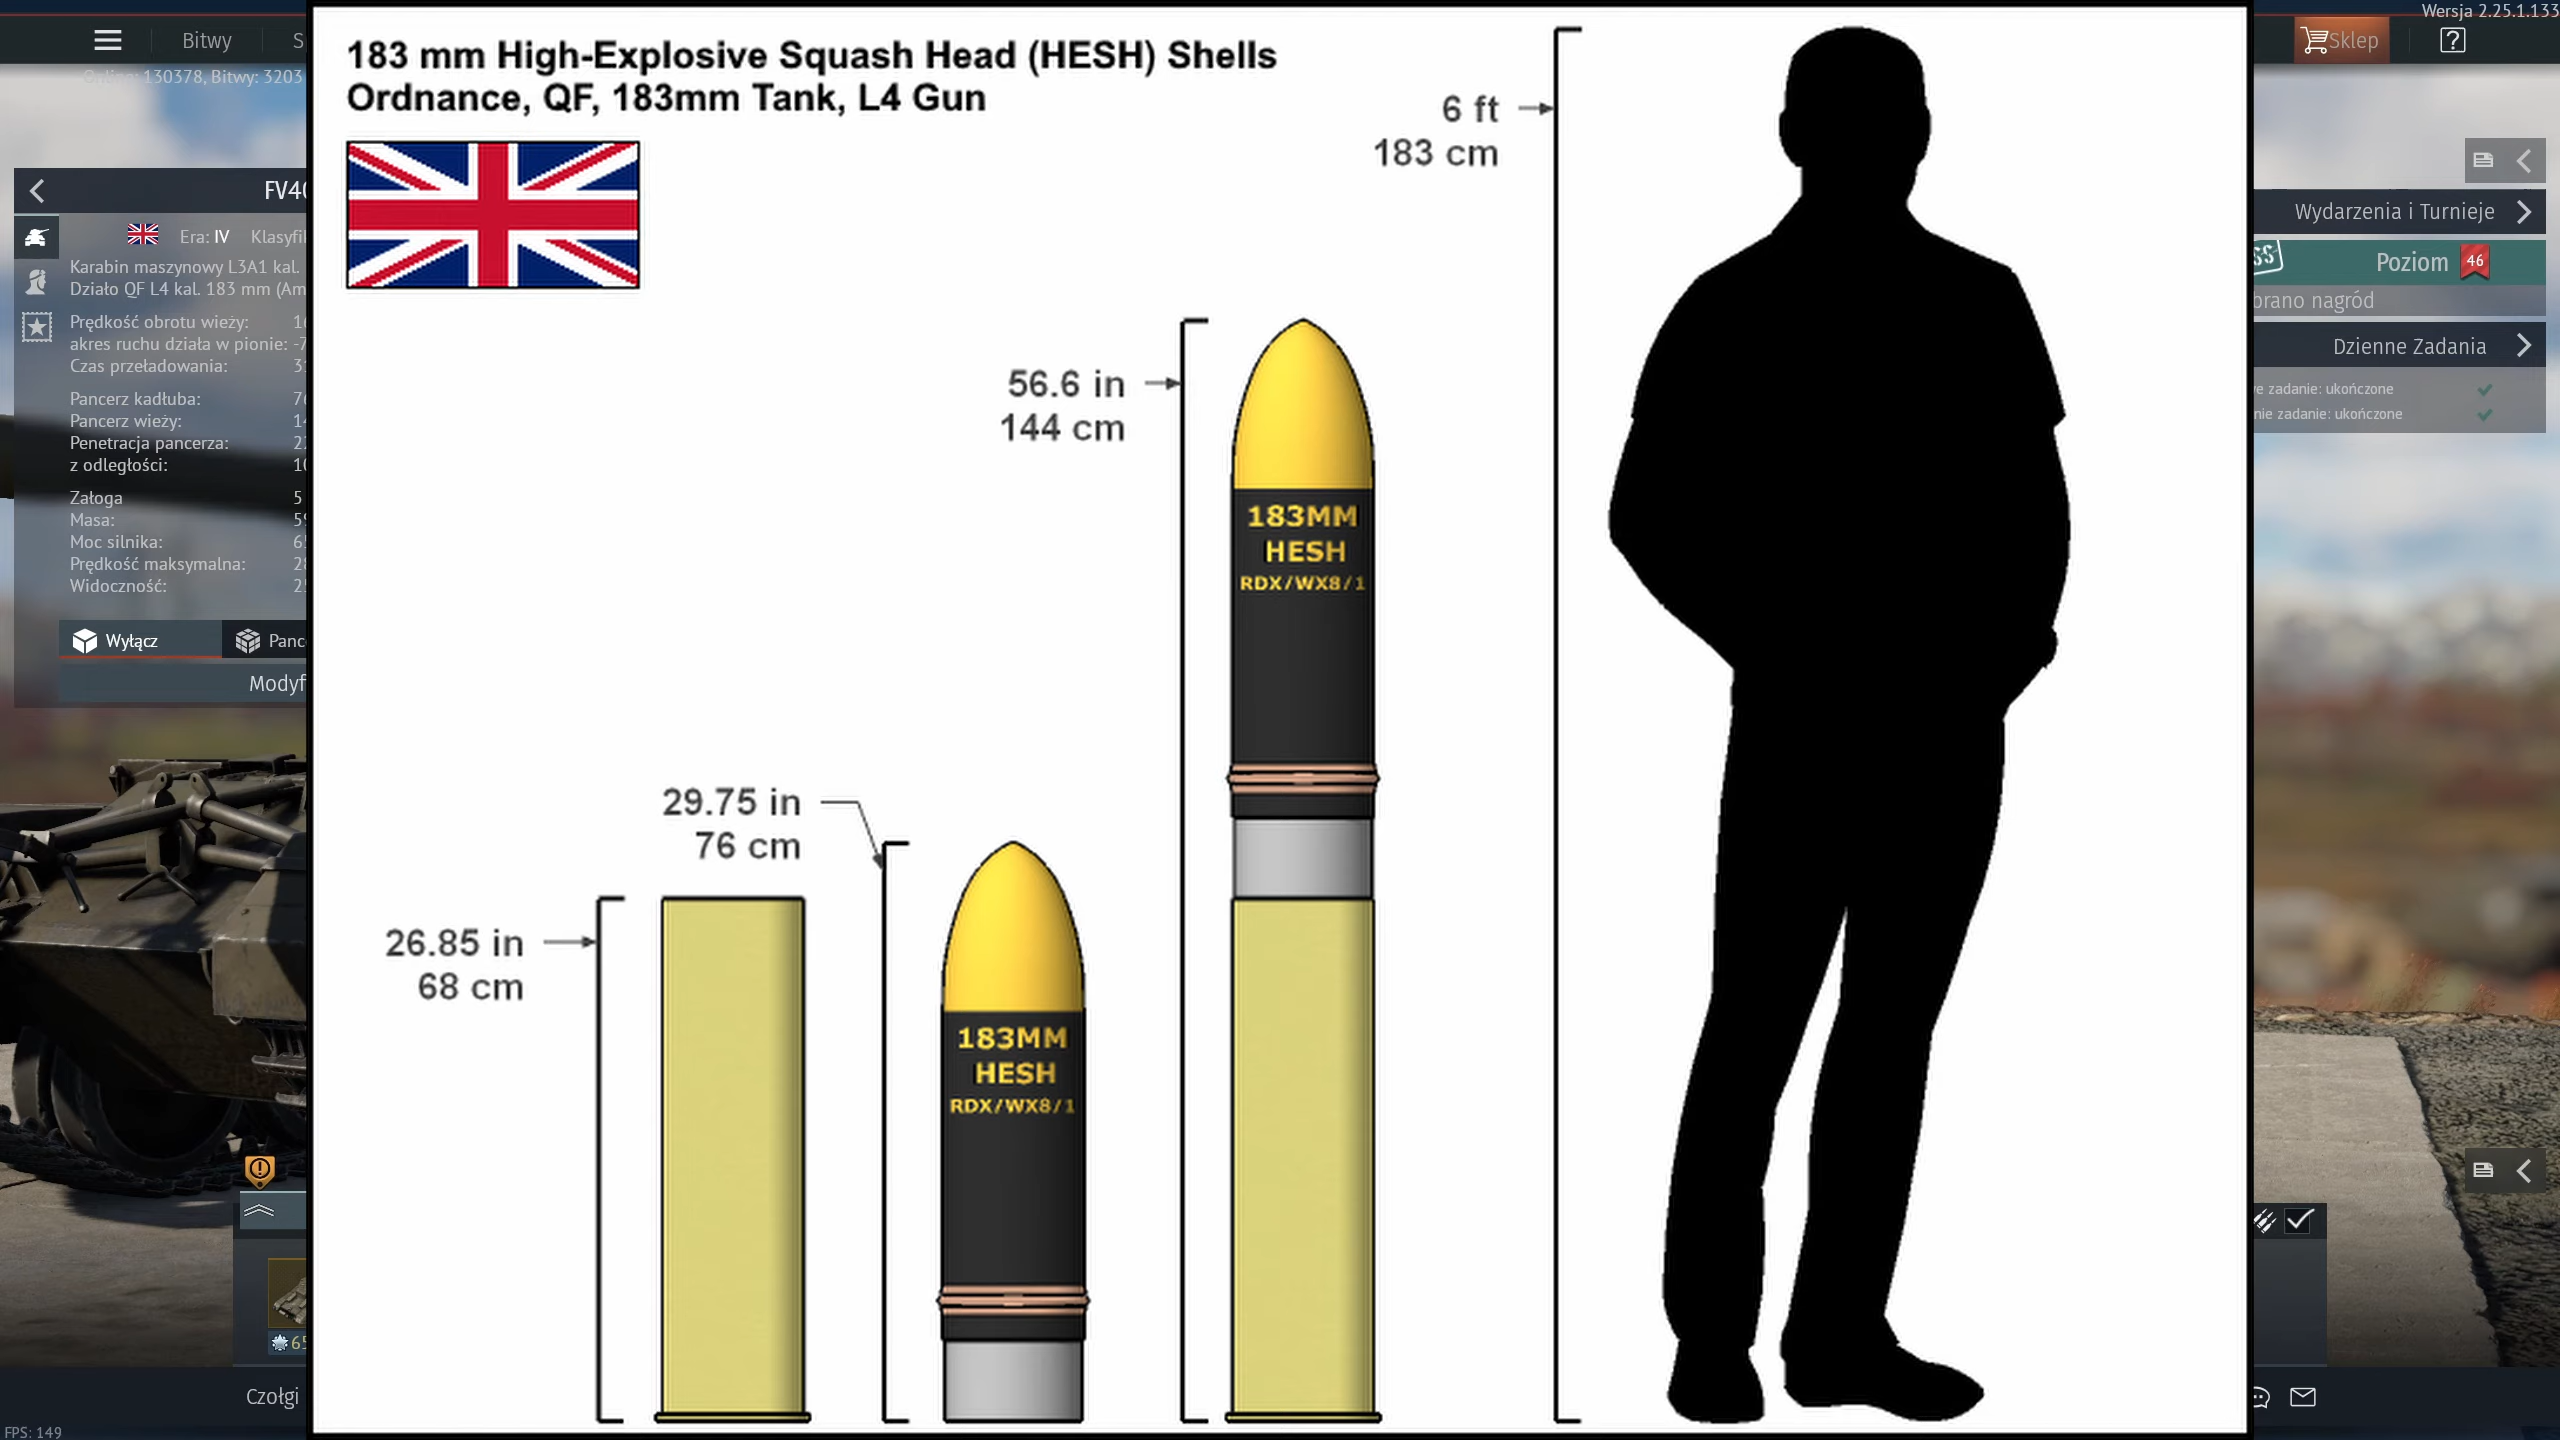 Wersja 2.25.1.133
Bitwy
Sklep
?
Online: 130378, Bitwy: 3203
183 mm High-Explosive Squash Head (HESH) Shells
Ordnance, QF, 183mm Tank, L4 Gun
6 ft
183 cm
Era: IV
Karabin maszynowy L3A1 kal.
Działo QF L4 kal. 183 mm
Prędkość obrotu wieży:
akres ruchu działa w pionie:
Czas przeładowania:
Pancerz kadłuba:
Pancerz wieży:
Penetracja pancerza:
z odległości:
Załoga 5
Masa:
Moc silnika:
Prędkość maksymalna:
Widoczność:
Wyłącz
Wydarzenia i Turnieje
Poziom 46
brano nagród
Dzienne Zadania
zadanie: ukończone
nie zadanie: ukończone
56.6 in
144 cm
183MM
HESH
RDX/WX8/1
29.75 in
76 cm
26.85 in
68 cm
183MM
HESH
RDX/WX8/1
Czołgi
FPS: 149